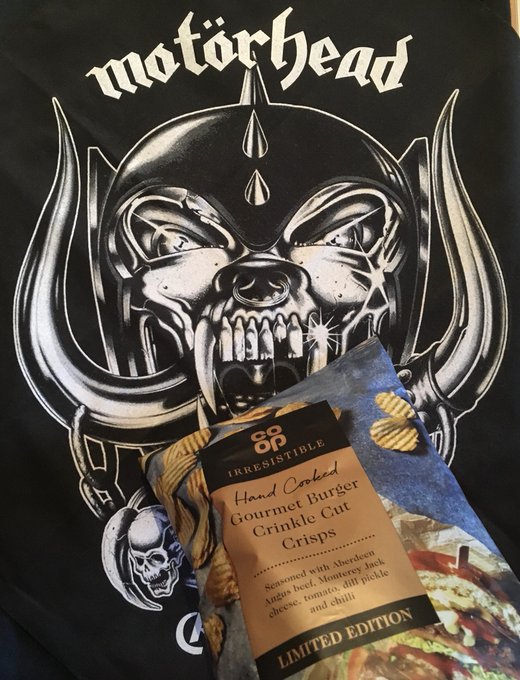 motörhead
CO
OP
IRRESISTIBLE
Hand Cooked
Gourmet Burger
Crinkle Cut
Crisps
Seasoned with Aberdeen
Angus beef, Monterey Jack
cheese, tomato, dill pickle
and chilli
LIMITED EDITION